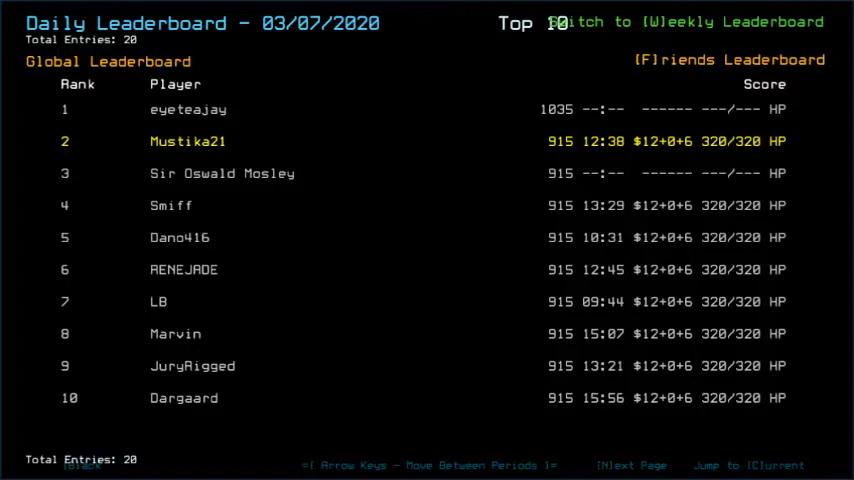 Daily Leaderboard - 03/07/2020 Top 10 Switch to [W]eekly Leaderboard
Total Entries: 20
Global Leaderboard [F]riends Leaderboard
Rank Player Score
1 eyeteajay 1035 --:-- ------ ---/--- HP
2 Mustika21 915 12:38 $12+0+6 320/320 HP
3 Sir Oswald Mosley 915 --:-- ------ ---/--- HP
4 Smiff 915 13:29 $12+0+6 320/320 HP
5 Dano416 915 10:31 $12+0+6 320/320 HP
6 RENEJADE 915 12:45 $12+0+6 320/320 HP
7 LB 915 09:44 $12+0+6 320/320 HP
8 Marvin 915 15:07 $12+0+6 320/320 HP
9 JuryRigged 915 13:21 $12+0+6 320/320 HP
10 Dargaard 915 15:56 $12+0+6 320/320 HP
Total Entries: 20
=[ Arrow Keys - Move Between Periods ]= [N]ext Page Jump to [C]urrent